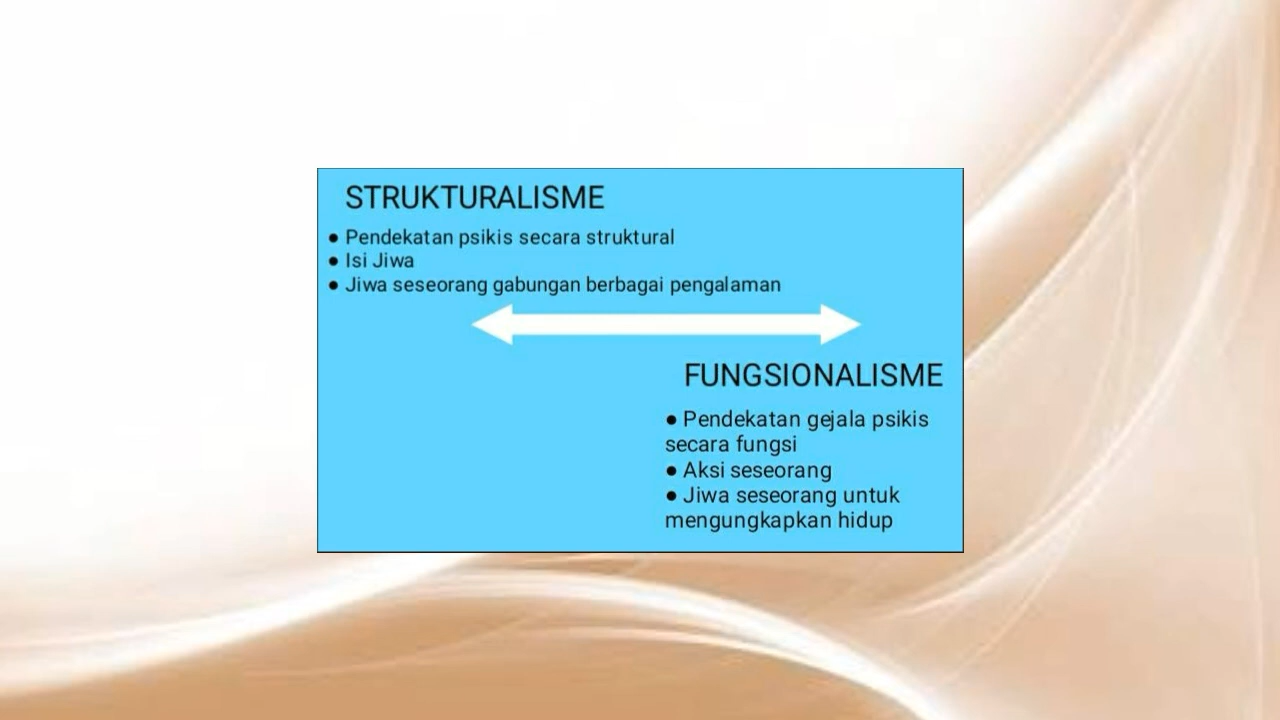 STRUKTURALISME
● Pendekatan psikis secara struktural
● Isi Jiwa
● Jiwa seseorang gabungan berbagai pengalaman
FUNGSIONALISME
● Pendekatan gejala psikis
secara fungsi
● Aksi seseorang
● Jiwa seseorang untuk
mengungkapkan hidup